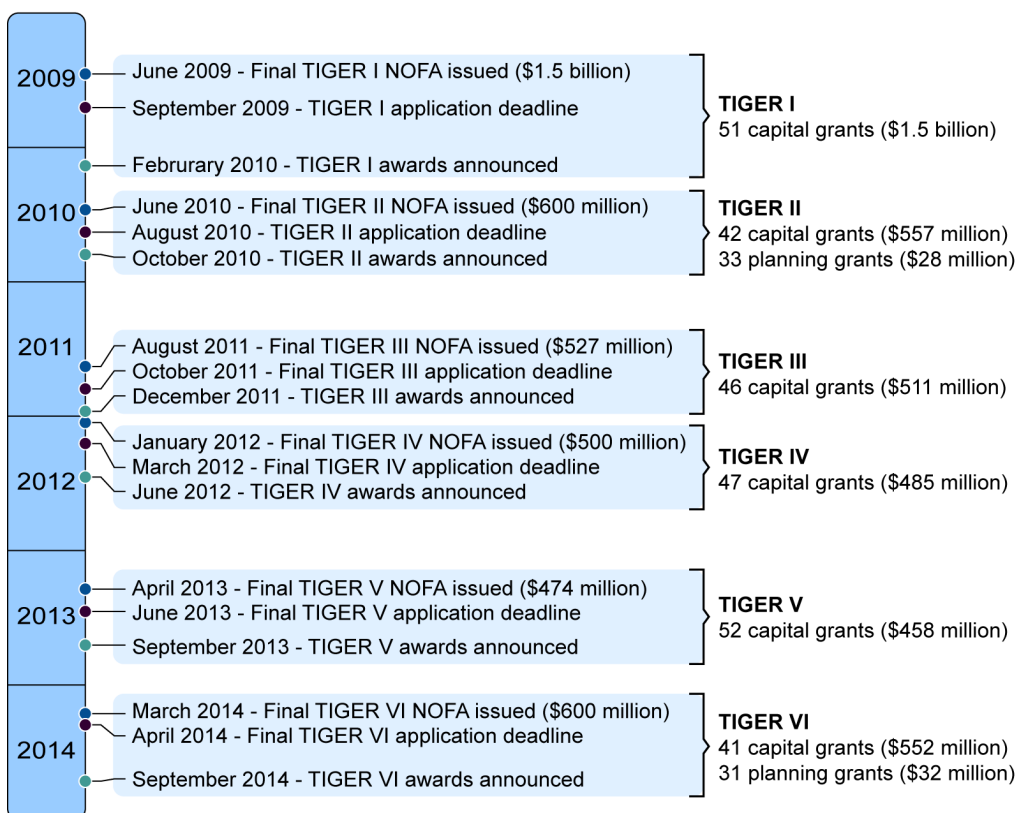 2009
June 2009 - Final TIGER I NOFA issued ($1.5 billion)
September 2009 - TIGER I application deadline
Februrary 2010 - TIGER I awards announced
TIGER I
51 capital grants ($1.5 billion)
2010
June 2010 - Final TIGER II NOFA issued ($600 million)
August 2010 - TIGER II application deadline
October 2010 - TIGER II awards announced
TIGER II
42 capital grants ($557 million)
33 planning grants ($28 million)
2011
August 2011 - Final TIGER III NOFA issued ($527 million)
October 2011 - Final TIGER III application deadline
December 2011 - TIGER III awards announced
TIGER III
46 capital grants ($511 million)
2012
January 2012 - Final TIGER IV NOFA issued ($500 million)
March 2012 - Final TIGER IV application deadline
June 2012 - TIGER IV awards announced
TIGER IV
47 capital grants ($485 million)
2013
April 2013 - Final TIGER V NOFA issued ($474 million)
June 2013 - Final TIGER V application deadline
September 2013 - TIGER V awards announced
TIGER V
52 capital grants ($458 million)
2014
March 2014 - Final TIGER VI NOFA issued ($600 million)
April 2014 - Final TIGER VI application deadline
September 2014 - TIGER VI awards announced
TIGER VI
41 capital grants ($552 million)
31 planning grants ($32 million)